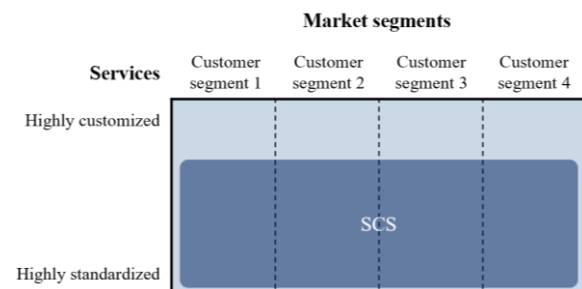 Market segments
Services
Customer segment 1
Customer segment 2
Customer segment 3
Customer segment 4
Highly customized
SCS
Highly standardized